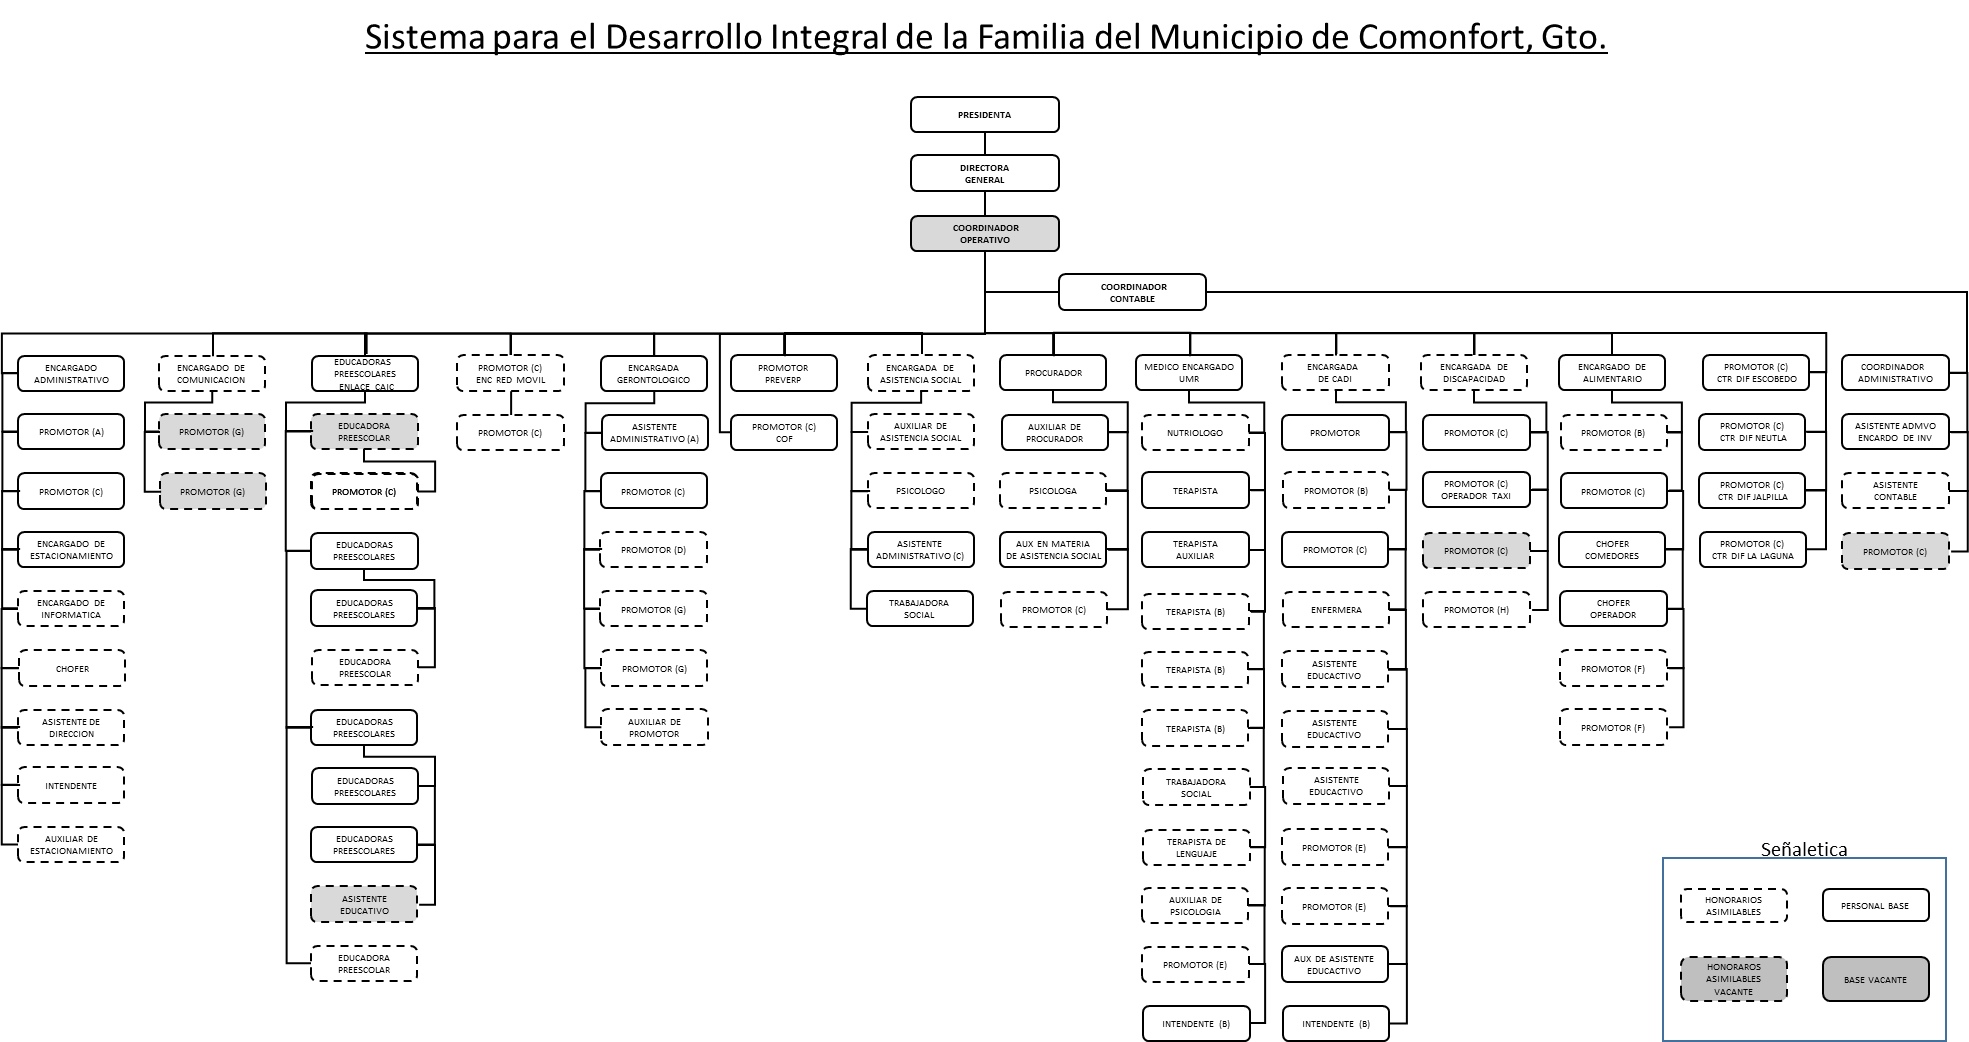 Sistema para el Desarrollo Integral de la Familia del Municipio de Comonfort, Gto.
PRESIDENTA
DIRECTORA
GENERAL
COORDINADOR
OPERATIVO
COORDINADOR
CONTABLE
ENCARGADO
ADMINISTRATIVO
PROMOTOR (A)
PROMOTOR (C)
ENCARGADO DE
ESTACIONAMIENTO
ENCARGADO DE
INFORMATICA
CHOFER
ASISTENTE DE
DIRECCION
INTENDENTE
AUXILIAR DE
ESTACIONAMIENTO
ENCARGADO DE
COMUNICACION
PROMOTOR (G)
PROMOTOR (G)
EDUCADORAS
PREESCOLARES
ENLACE CAIC
EDUCADORA
PREESCOLAR
PROMOTOR (C)
EDUCADORAS
PREESCOLARES
EDUCADORAS
PREESCOLARES
EDUCADORA
PREESCOLAR
EDUCADORAS
PREESCOLARES
EDUCADORAS
PREESCOLARES
EDUCADORAS
PREESCOLARES
ASISTENTE
EDUCATIVO
EDUCADORA
PREESCOLAR
PROMOTOR (C)
ENC RED MOVIL
PROMOTOR (C)
ENCARGADA
GERONTOLOGICO
ASISTENTE
ADMINISTRATIVO (A)
PROMOTOR (C)
PROMOTOR (D)
PROMOTOR (G)
PROMOTOR (G)
AUXILIAR DE
PROMOTOR
PROMOTOR
PREVERP
PROMOTOR (C)
COF
ENCARGADA DE
ASISTENCIA SOCIAL
AUXILIAR DE
ASISTENCIA SOCIAL
PSICOLOGO
ASISTENTE
ADMINISTRATIVO (C)
TRABAJADORA
SOCIAL
PROCURADOR
AUXILIAR DE
PROCURADOR
PSICOLOGA
AUX EN MATERIA
DE ASISTENCIA SOCIAL
PROMOTOR (C)
MEDICO ENCARGADO
UMR
NUTRIOLOGO
TERAPISTA
TERAPISTA
AUXILIAR
TERAPISTA (B)
TERAPISTA (B)
TERAPISTA (B)
TRABAJADORA
SOCIAL
TERAPISTA DE
LENGUAJE
AUXILIAR DE
PSICOLOGIA
PROMOTOR (E)
INTENDENTE (B)
ENCARGADA
DE CADI
PROMOTOR
PROMOTOR (B)
PROMOTOR (C)
ENFERMERA
ASISTENTE
EDUCACTIVO
ASISTENTE
EDUCACTIVO
ASISTENTE
EDUCACTIVO
PROMOTOR (E)
PROMOTOR (E)
AUX DE ASISTENTE
EDUCACTIVO
INTENDENTE (B)
ENCARGADA DE
DISCAPACIDAD
PROMOTOR (C)
PROMOTOR (C)
OPERADOR TAXI
PROMOTOR (C)
PROMOTOR (H)
ENCARGADO DE
ALIMENTARIO
PROMOTOR (B)
PROMOTOR (C)
CHOFER
COMEDORES
CHOFER
OPERADOR
PROMOTOR (F)
PROMOTOR (F)
PROMOTOR (C)
CTR DIF ESCOBEDO
PROMOTOR (C)
CTR DIF NEUTLA
PROMOTOR (C)
CTR DIF JALPILLA
PROMOTOR (C)
CTR DIF LA LAGUNA
COORDINADOR
ADMINISTRATIVO
ASISTENTE ADMVO
ENCARDO DE INV
ASISTENTE
CONTABLE
PROMOTOR (C)
Señaletica
HONORARIOS
ASIMILABLES
PERSONAL BASE
HONORAROS
ASIMILABLES
VACANTE
BASE VACANTE